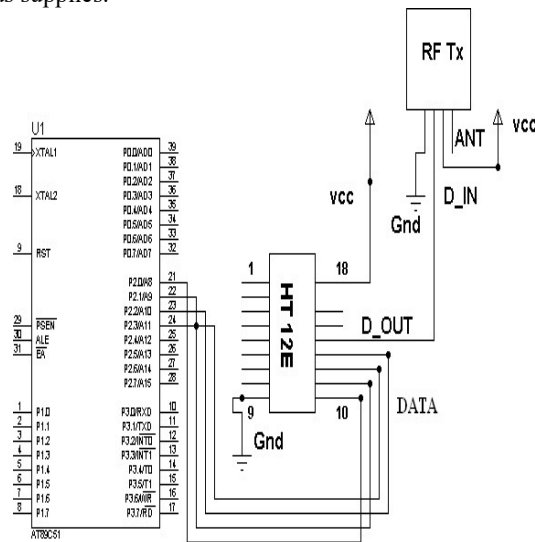 supplies.
RF Tx
U1
ANT
vcc
D_IN
Gnd
vcc
19 XTAL1 P0.0/AD0 39
P0.1/AD1 38
P0.2/AD2 37
18 XTAL2 P0.3/AD3 36
P0.4/AD4 35
P0.5/AD5 34
P0.6/AD6 33
9 RST P0.7/AD7 32
P2.0/A8 21
P2.1/A9 22
P2.2/A10 23
29 PSEN P2.3/A11 24
30 ALE P2.4/A12 25
31 EA P2.5/A13 26
P2.6/A14 27
P2.7/A15 28
1 P1.0 P3.0/RXD 10
2 P1.1 P3.1/TXD 11
3 P1.2 P3.2/INT0 12
4 P1.3 P3.3/INT1 13
5 P1.4 P3.4/T0 14
6 P1.5 P3.5/T1 15
7 P1.6 P3.6/WR 16
8 P1.7 P3.7/RD 17
AT89C51
1 18
HT 12E
D_OUT
9 10
DATA
Gnd